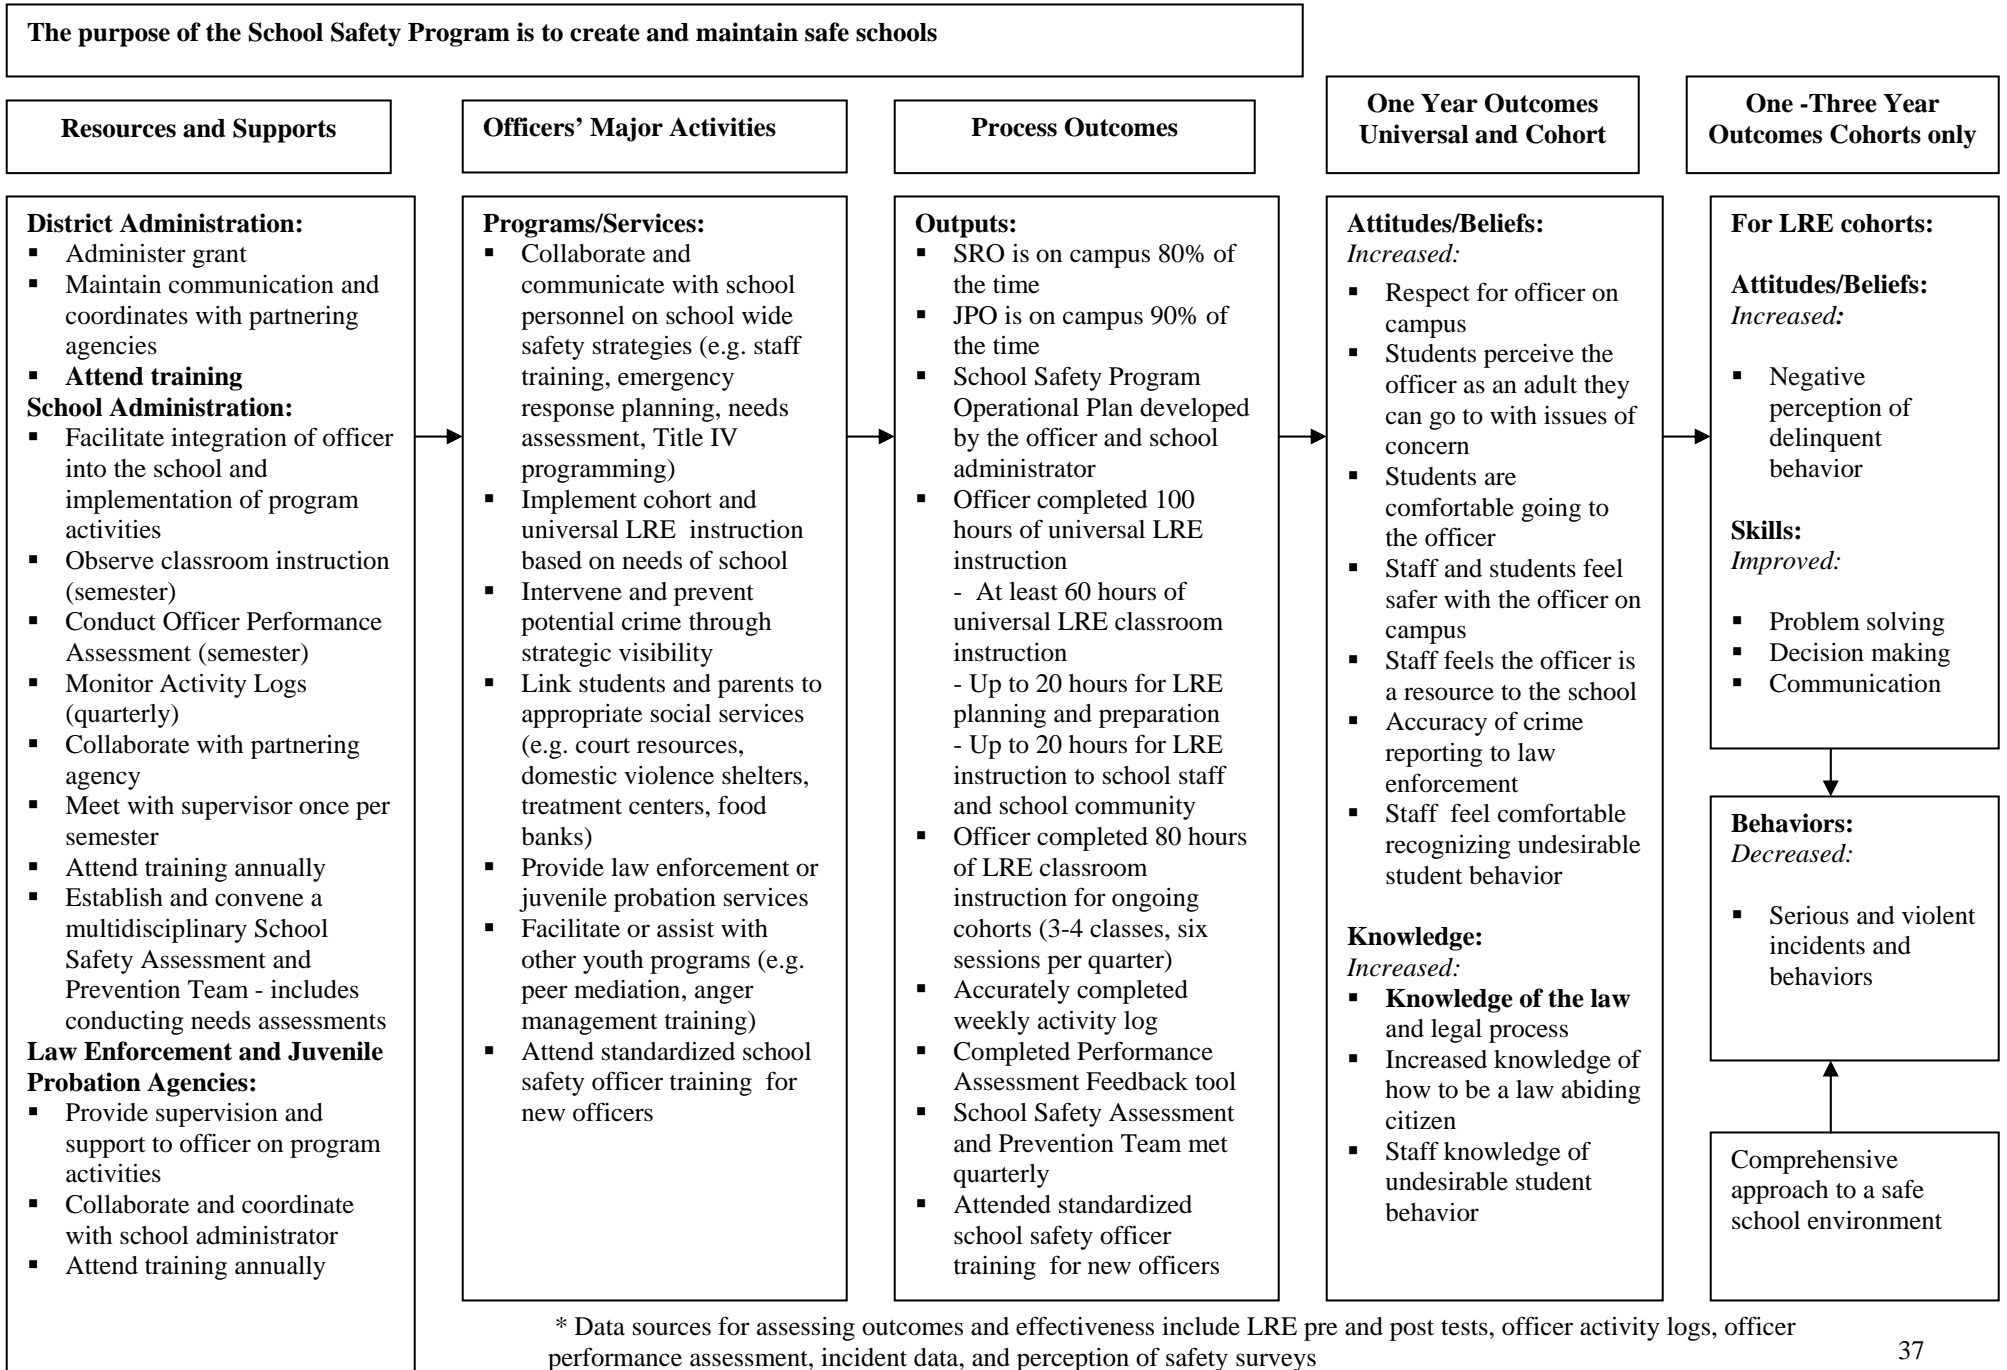 The purpose of the School Safety Program is to create and maintain safe schools
Resources and Supports
District Administration:
▪ Administer grant
▪ Maintain communication and
coordinates with partnering
agencies
▪ Attend training
School Administration:
▪ Facilitate integration of officer
into the school and
implementation of program
activities
▪ Observe classroom instruction
(semester)
▪ Conduct Officer Performance
Assessment (semester)
▪ Monitor Activity Logs
(quarterly)
▪ Collaborate with partnering
agency
▪ Meet with supervisor once per
semester
▪ Attend training annually
▪ Establish and convene a
multidisciplinary School
Safety Assessment and
Prevention Team - includes
conducting needs assessments
Law Enforcement and Juvenile
Probation Agencies:
▪ Provide supervision and
support to officer on program
activities
▪ Collaborate and coordinate
with school administrator
▪ Attend training annually
Officers’ Major Activities
Programs/Services:
▪ Collaborate and
communicate with school
personnel on school wide
safety strategies (e.g. staff
training, emergency
response planning, needs
assessment, Title IV
programming)
▪ Implement cohort and
universal LRE instruction
based on needs of school
▪ Intervene and prevent
potential crime through
strategic visibility
▪ Link students and parents to
appropriate social services
(e.g. court resources,
domestic violence shelters,
treatment centers, food
banks)
▪ Provide law enforcement or
juvenile probation services
▪ Facilitate or assist with
other youth programs (e.g.
peer mediation, anger
management training)
▪ Attend standardized school
safety officer training for
new officers
Process Outcomes
Outputs:
▪ SRO is on campus 80% of
the time
▪ JPO is on campus 90% of
the time
▪ School Safety Program
Operational Plan developed
by the officer and school
administrator
▪ Officer completed 100
hours of universal LRE
instruction
- At least 60 hours of
universal LRE classroom
instruction
- Up to 20 hours for LRE
planning and preparation
- Up to 20 hours for LRE
instruction to school staff
and school community
▪ Officer completed 80 hours
of LRE classroom
instruction for ongoing
cohorts (3-4 classes, six
sessions per quarter)
▪ Accurately completed
weekly activity log
▪ Completed Performance
Assessment Feedback tool
▪ School Safety Assessment
and Prevention Team met
quarterly
▪ Attended standardized
school safety officer
training for new officers
One Year Outcomes
Universal and Cohort
Attitudes/Beliefs:
Increased:
▪ Respect for officer on
campus
▪ Students perceive the
officer as an adult they
can go to with issues of
concern
▪ Students are
comfortable going to
the officer
▪ Staff and students feel
safer with the officer on
campus
▪ Staff feels the officer is
a resource to the school
▪ Accuracy of crime
reporting to law
enforcement
▪ Staff feel comfortable
recognizing undesirable
student behavior
Knowledge:
Increased:
▪ Knowledge of the law
and legal process
▪ Increased knowledge of
how to be a law abiding
citizen
▪ Staff knowledge of
undesirable student
behavior
One -Three Year
Outcomes Cohorts only
For LRE cohorts:
Attitudes/Beliefs:
Increased:
▪ Negative
perception of
delinquent
behavior
Skills:
Improved:
▪ Problem solving
▪ Decision making
▪ Communication
Behaviors:
Decreased:
▪ Serious and violent
incidents and
behaviors
Comprehensive
approach to a safe
school environment
* Data sources for assessing outcomes and effectiveness include LRE pre and post tests, officer activity logs, officer
performance assessment, incident data, and perception of safety surveys
37